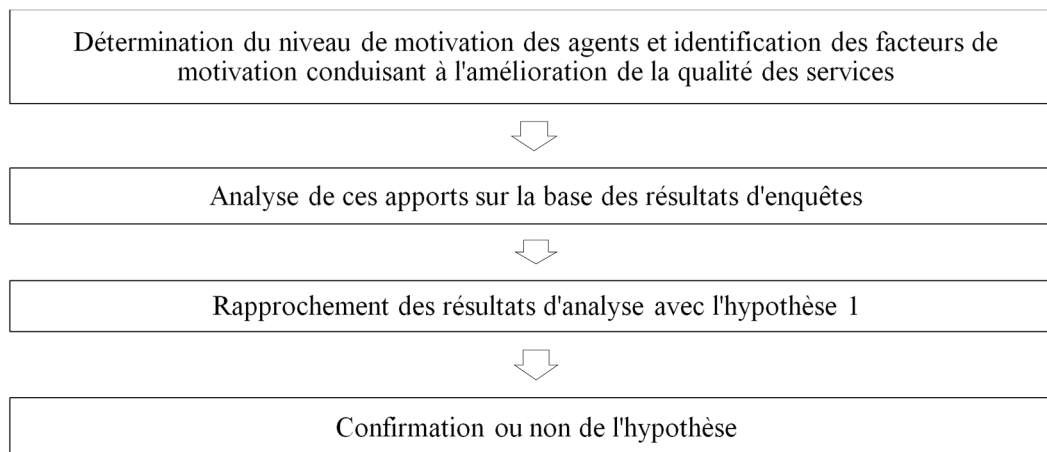 Détermination du niveau de motivation des agents et identification des facteurs de
motivation conduisant à l'amélioration de la qualité des services
Analyse de ces apports sur la base des résultats d'enquêtes
Rapprochement des résultats d'analyse avec l'hypothèse 1
Confirmation ou non de l'hypothèse